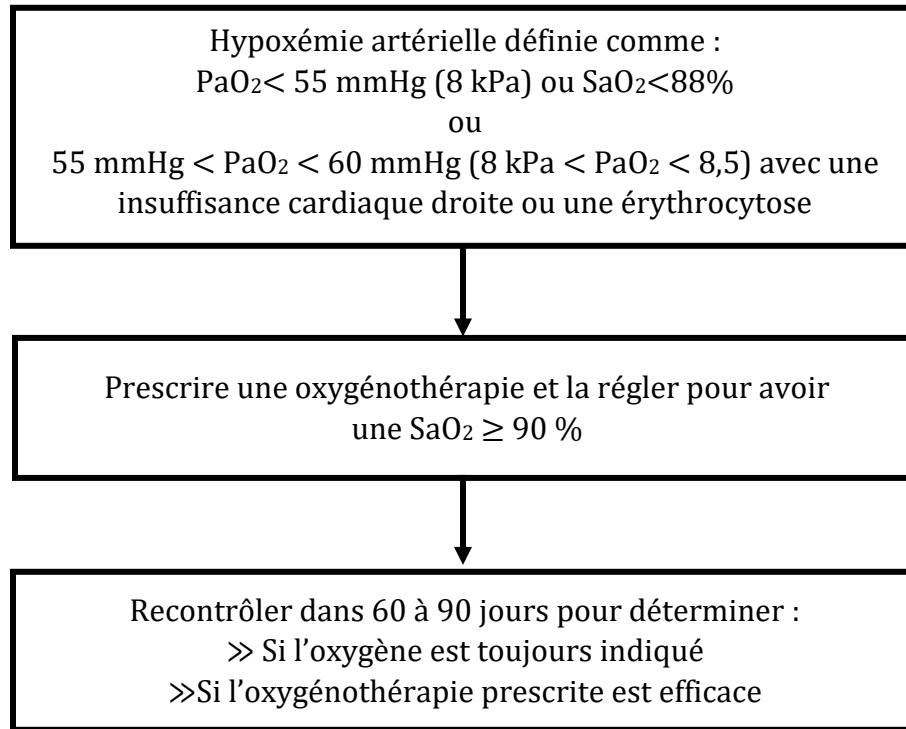 Hypoxémie artérielle définie comme :
PaO₂< 55 mmHg (8 kPa) ou SaO₂<88%
ou
55 mmHg < PaO₂ < 60 mmHg (8 kPa < PaO₂ < 8,5) avec une
insuffisance cardiaque droite ou une érythrocytose
Prescrire une oxygénothérapie et la régler pour avoir
une SaO₂ ≥ 90 %
Recontrôler dans 60 à 90 jours pour déterminer :
≫ Si l’oxygène est toujours indiqué
≫Si l’oxygénothérapie prescrite est efficace